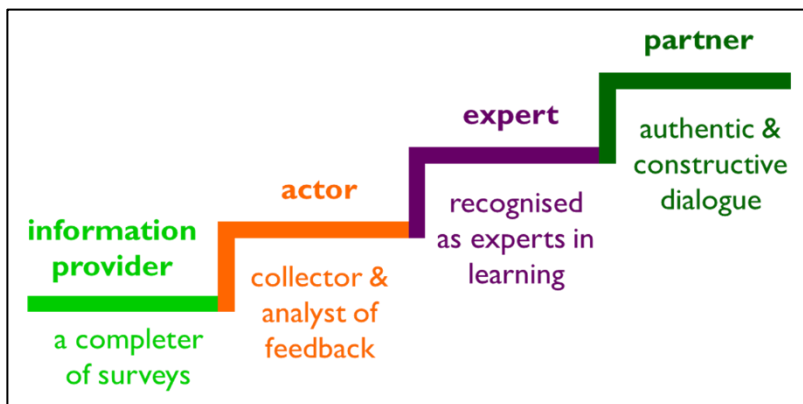 information
provider
a completer
of surveys
actor
collector &
analyst of
feedback
expert
recognised
as experts in
learning
partner
authentic &
constructive
dialogue